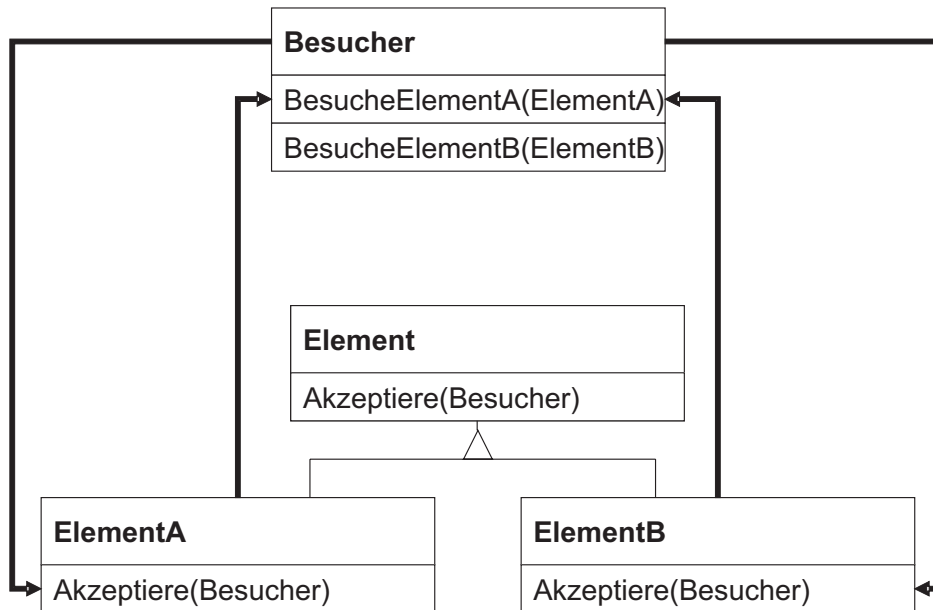 Besucher
BesucheElementA(ElementA)
BesucheElementB(ElementB)
Element
Akzeptiere(Besucher)
ElementA
Akzeptiere(Besucher)
ElementB
Akzeptiere(Besucher)